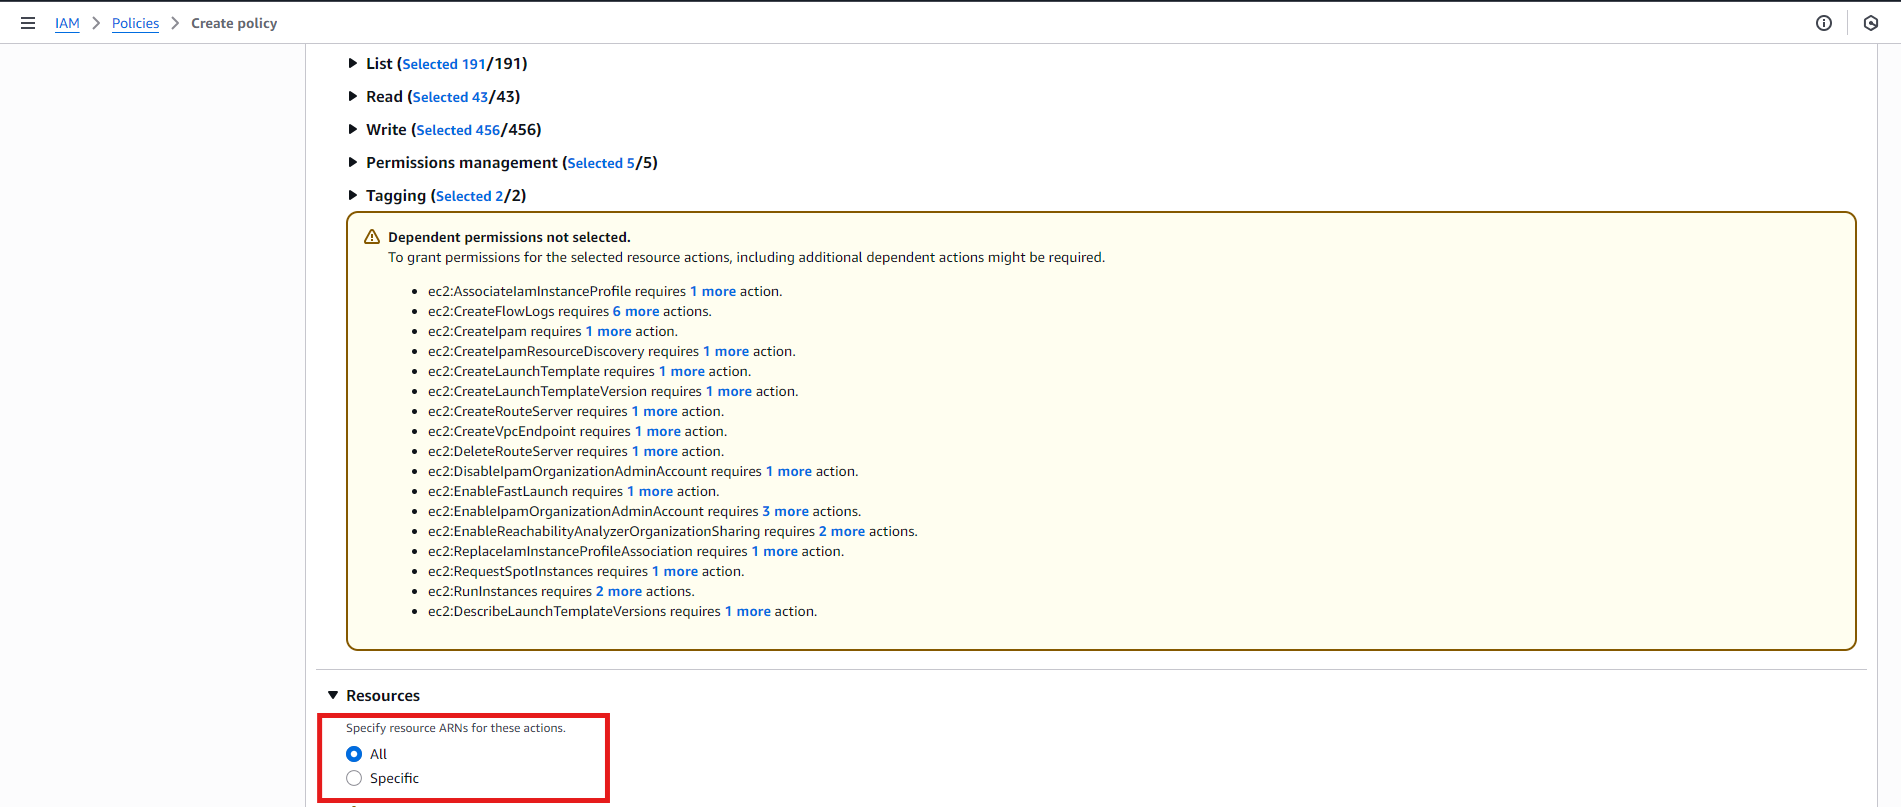 IAM > Policies > Create policy
List (Selected 191/191)
Read (Selected 43/43)
Write (Selected 456/456)
Permissions management (Selected 5/5)
Tagging (Selected 2/2)
Dependent permissions not selected.
To grant permissions for the selected resource actions, including additional dependent actions might be required.
• ec2:AssociateIamInstanceProfile requires 1 more action.
• ec2:CreateFlowLogs requires 6 more actions.
• ec2:CreateIpam requires 1 more action.
• ec2:CreateIpamResourceDiscovery requires 1 more action.
• ec2:CreateLaunchTemplate requires 1 more action.
• ec2:CreateLaunchTemplateVersion requires 1 more action.
• ec2:CreateRouteServer requires 1 more action.
• ec2:CreateVpcEndpoint requires 1 more action.
• ec2:DeleteRouteServer requires 1 more action.
• ec2:DisableIpamOrganizationAdminAccount requires 1 more action.
• ec2:EnableFastLaunch requires 1 more action.
• ec2:EnableIpamOrganizationAdminAccount requires 3 more actions.
• ec2:EnableReachabilityAnalyzerOrganizationSharing requires 2 more actions.
• ec2:ReplaceIamInstanceProfileAssociation requires 1 more action.
• ec2:RequestSpotInstances requires 1 more action.
• ec2:RunInstances requires 2 more actions.
• ec2:DescribeLaunchTemplateVersions requires 1 more action.
Resources
Specify resource ARNs for these actions.
All
Specific